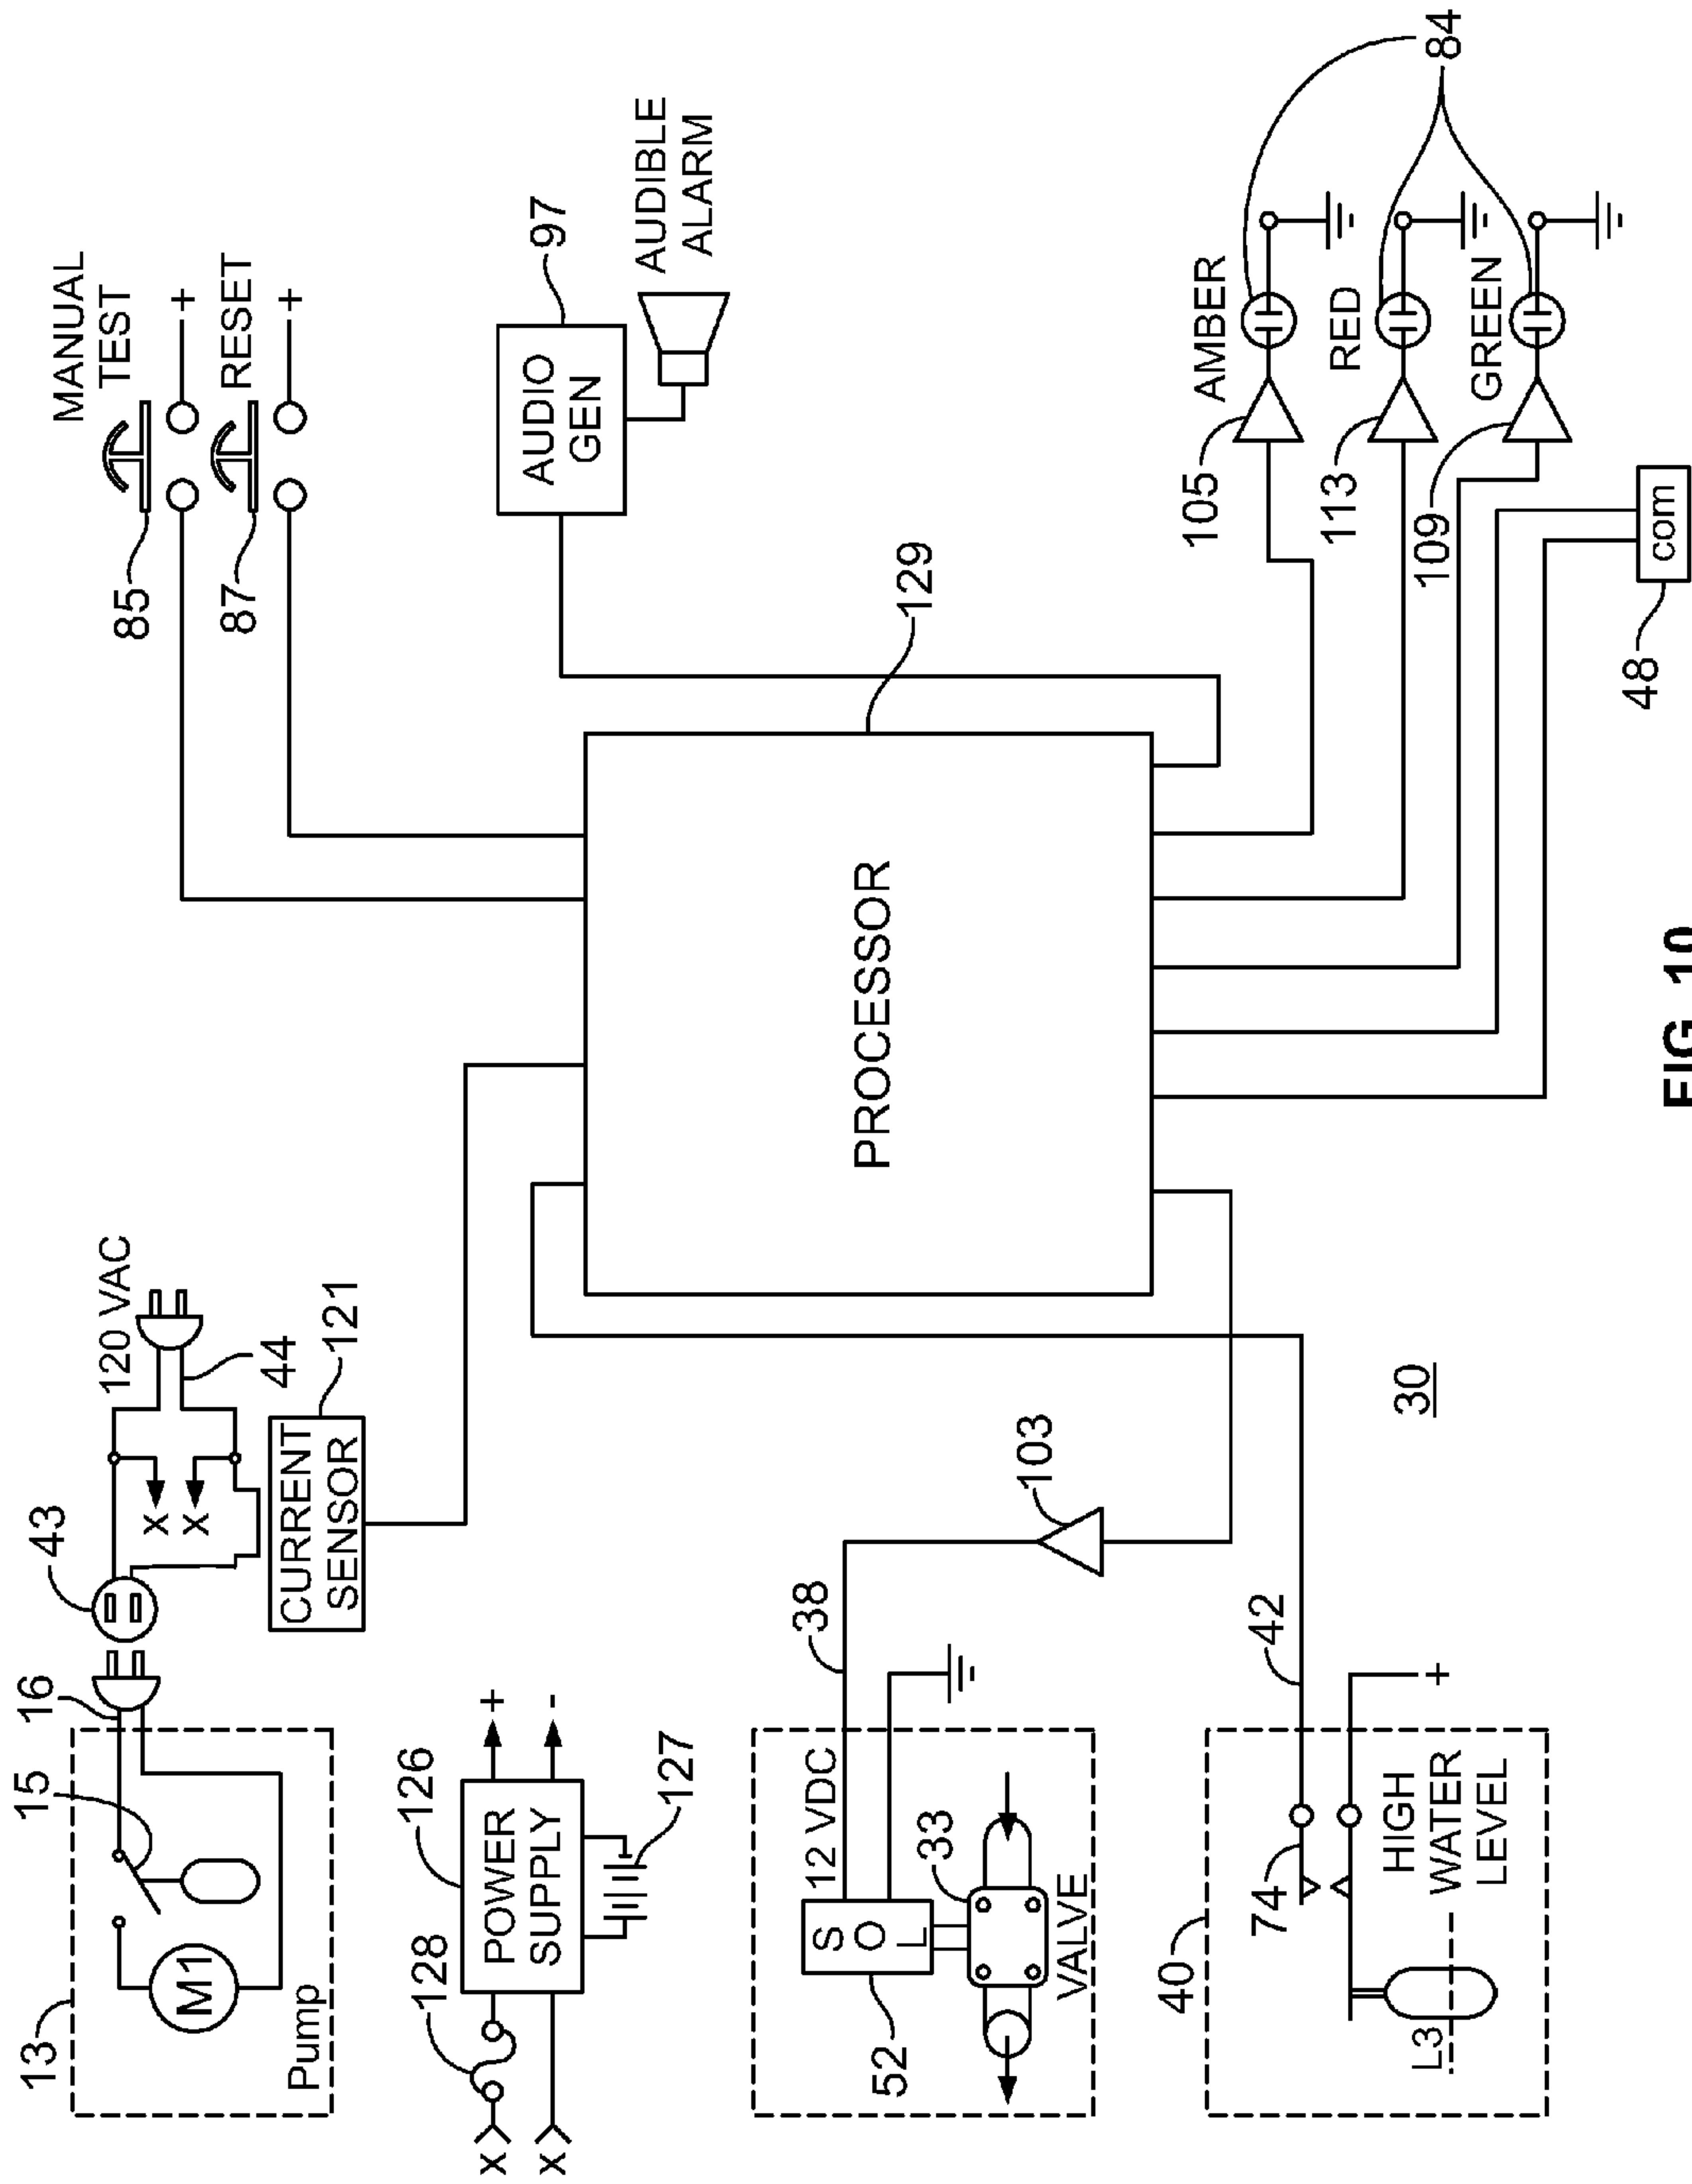 13
15
16
43
120 VAC
44
M1
Pump
X
X
CURRENT
SENSOR
121
MANUAL
TEST
+
85
RESET
+
87
X
X
128
126
POWER
SUPPLY
+
-
127
AUDIO
GEN
97
AUDIBLE
ALARM
PROCESSOR
129
12 VDC
38
103
SOL
52
33
VALVE
40
74
42
HIGH
WATER
LEVEL
+
L3
30
105
AMBER
113
RED
109
GREEN
84
com
48
FIG 10